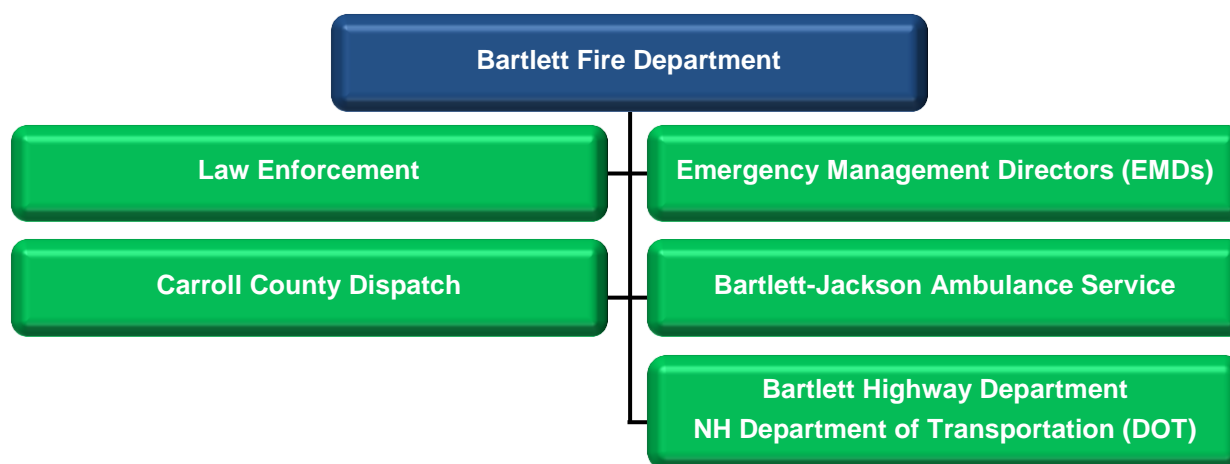 Bartlett Fire Department
Law Enforcement
Emergency Management Directors (EMDs)
Carroll County Dispatch
Bartlett-Jackson Ambulance Service
Bartlett Highway Department
NH Department of Transportation (DOT)